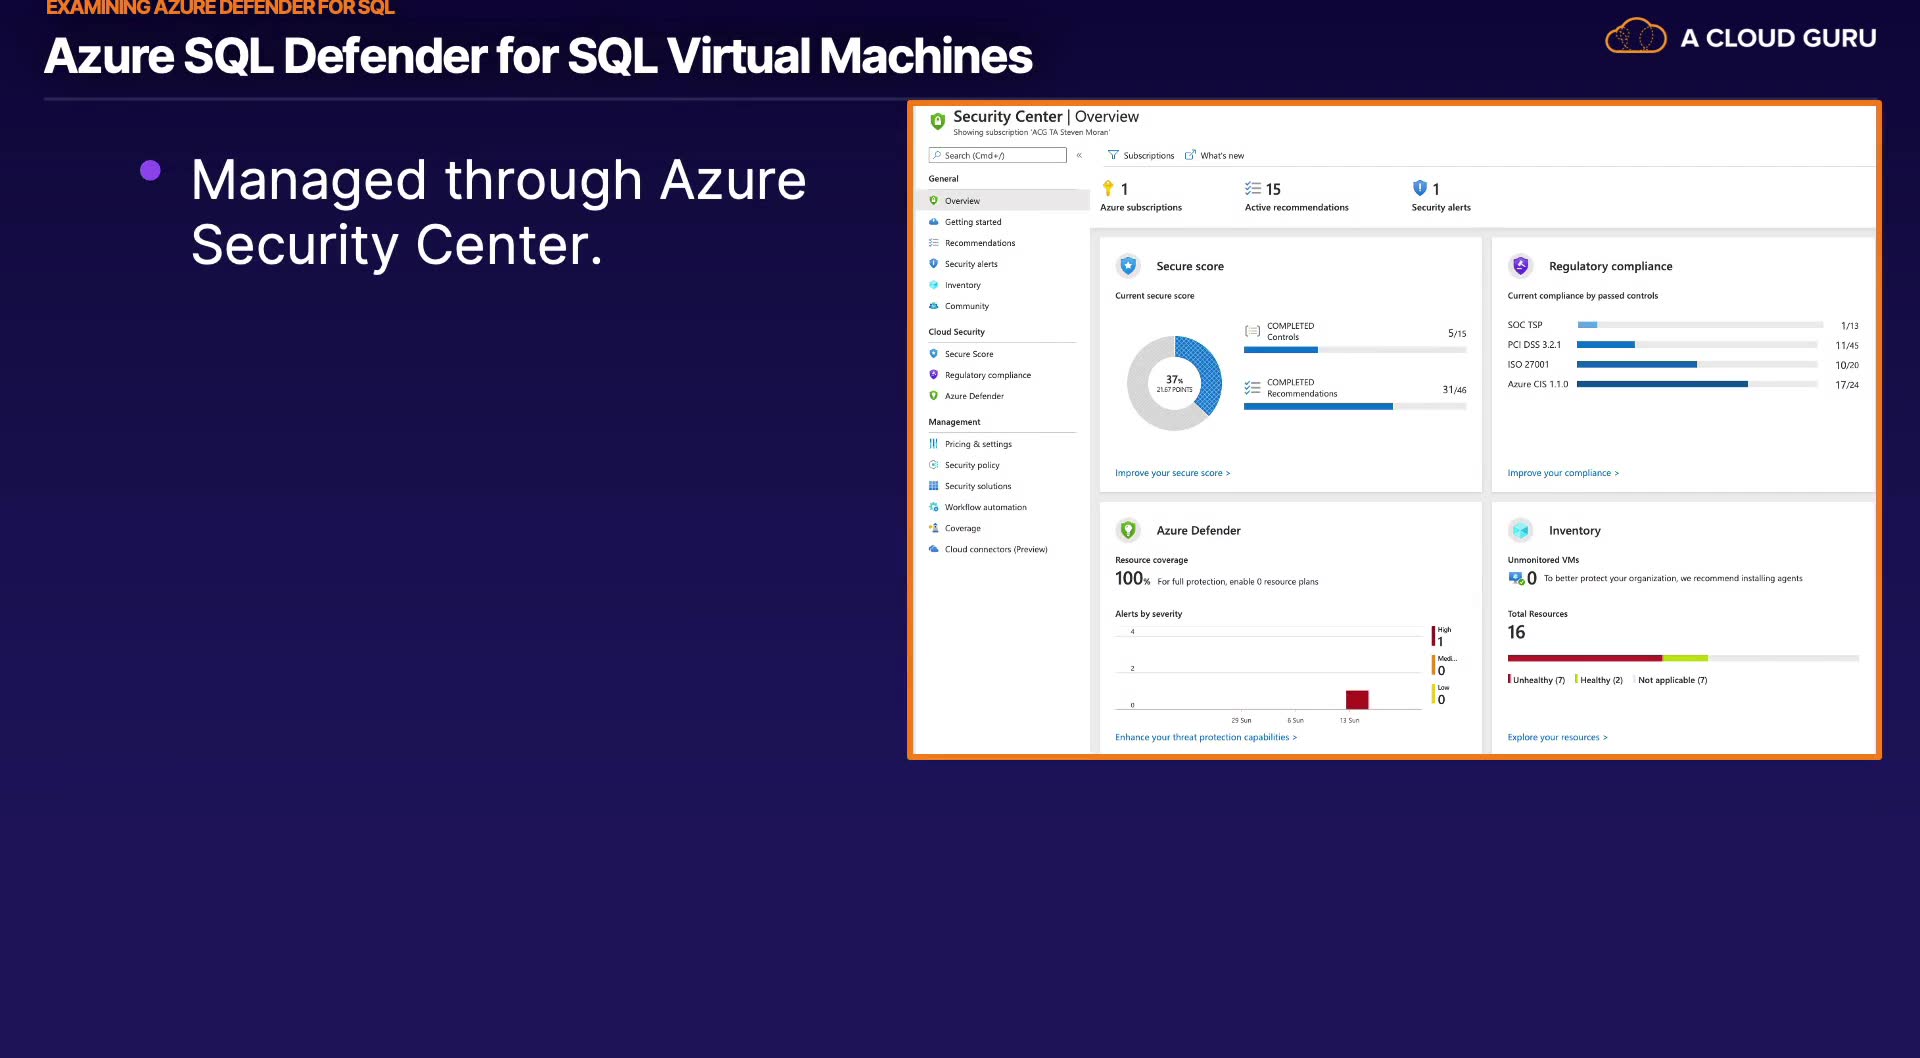 EXAMINING AZURE DEFENDER FOR SQL
Azure SQL Defender for SQL Virtual Machines
A CLOUD GURU
Managed through Azure
Security Center.
Security Center | Overview
Showing subscription 'ACG TA Steven Moran'
Search (Cmd+/)
«
Subscriptions
What's new
General
Overview
Getting started
Recommendations
Security alerts
Inventory
Community
Cloud Security
Secure Score
Regulatory compliance
Azure Defender
Management
Pricing & settings
Security policy
Security solutions
Workflow automation
Coverage
Cloud connectors (Preview)
1
Azure subscriptions
15
Active recommendations
1
Security alerts
Secure score
Current secure score
37%
21.67 POINTS
COMPLETED
Controls
5/15
COMPLETED
Recommendations
31/46
Improve your secure score >
Regulatory compliance
Current compliance by passed controls
SOC TSP 1/13
PCI DSS 3.2.1 11/45
ISO 27001 10/20
Azure CIS 1.1.0 17/24
Improve your compliance >
Azure Defender
Resource coverage
100% For full protection, enable 0 resource plans
Alerts by severity
4
2
0
29 Sun 6 Sun 13 Sun
High
1
Medi...
0
Low
0
Enhance your threat protection capabilities >
Inventory
Unmonitored VMs
0 To better protect your organization, we recommend installing agents
Total Resources
16
Unhealthy (7) Healthy (2) Not applicable (7)
Explore your resources >